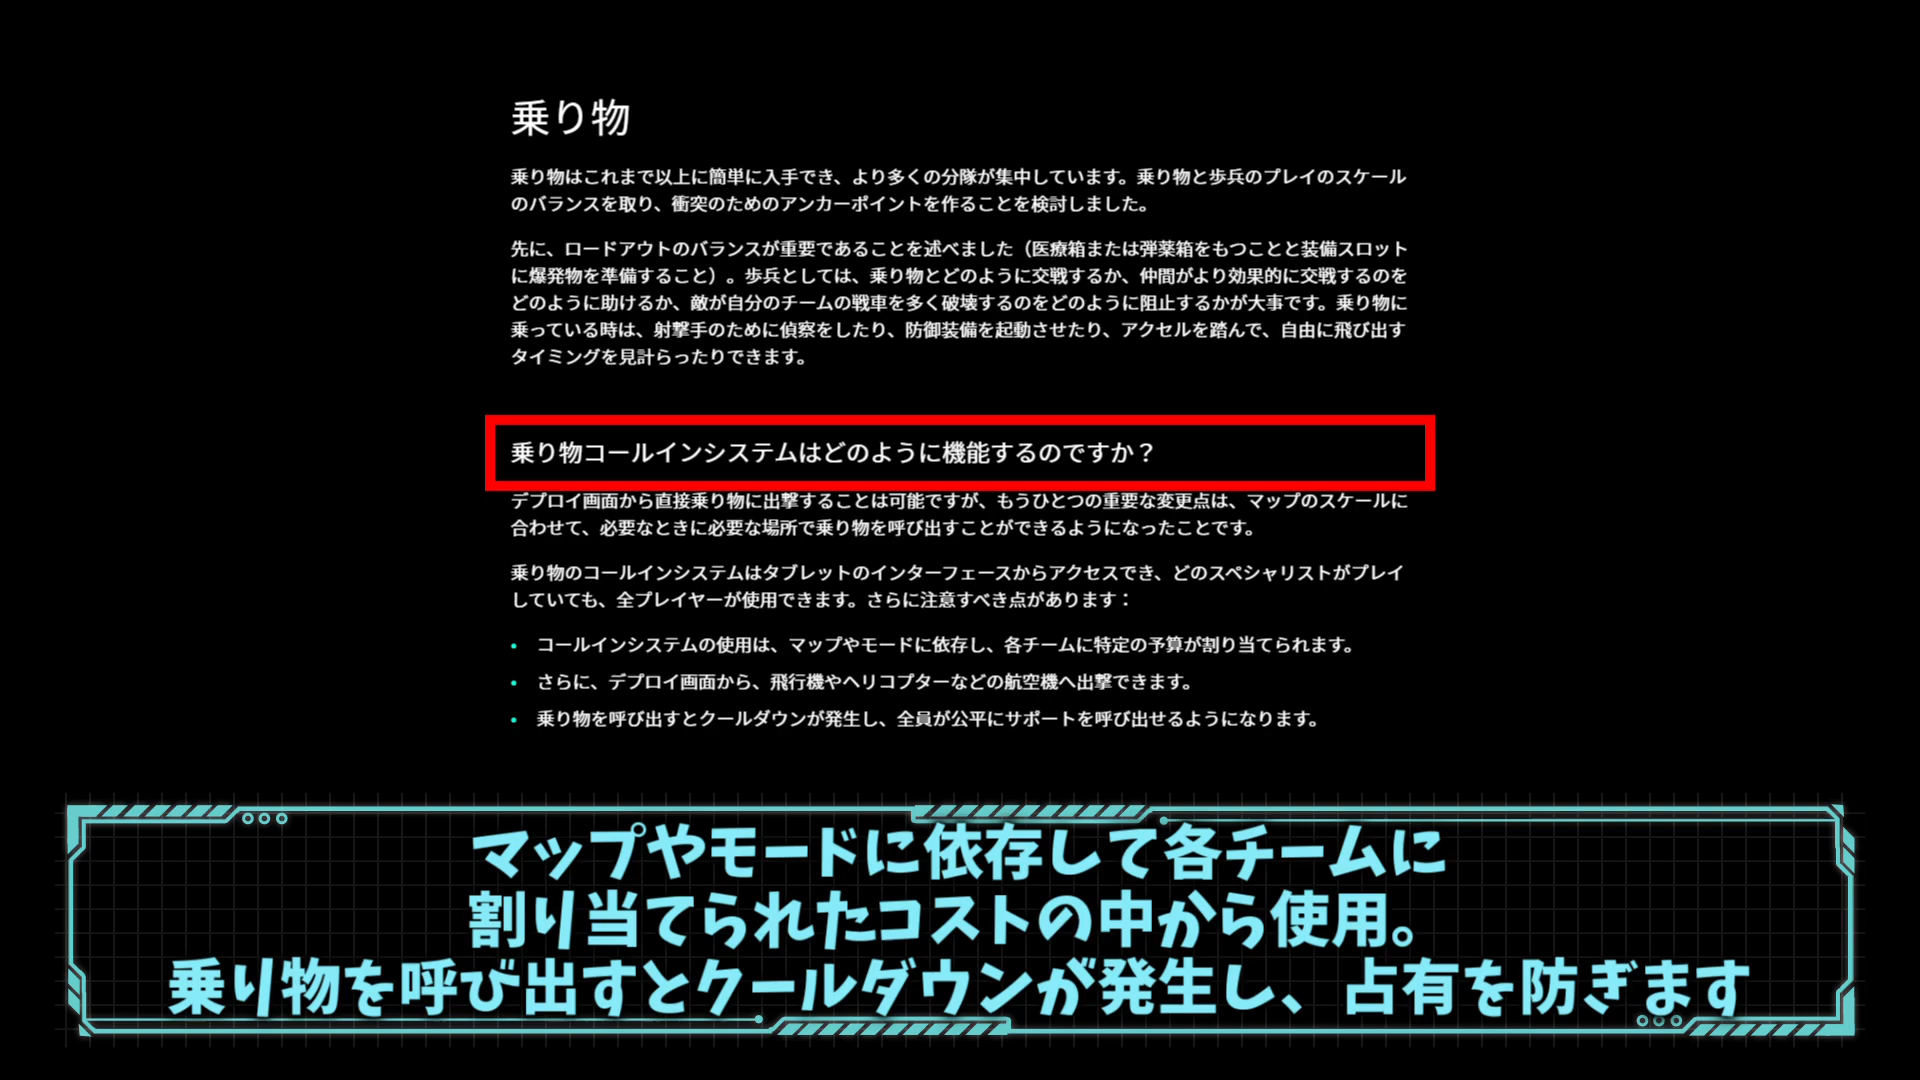 乗り物
乗り物はこれまで以上に簡単に入手でき、より多くの分隊が集中しています。乗り物と歩兵のプレイのスケール
のバランスを取り、衝突のためのアンカーポイントを作ることを検討しました。
先に、ロードアウトのバランスが重要であることを述べました（医療箱または弾薬箱をもつことと装備スロット
に爆発物を準備すること）。歩兵としては、乗り物とどのように交戦するか、仲間がより効果的に交戦するのを
どのように助けるか、敵が自分のチームの戦車を多く破壊するのをどのように阻止するかが大事です。乗り物に
乗っている時は、射撃手のために偵察をしたり、防御装備を起動させたり、アクセルを踏んで、自由に飛び出す
タイミングを見計らったりできます。
乗り物コールインシステムはどのように機能するのですか？
デプロイ画面から直接乗り物に出撃することは可能ですが、もうひとつの重要な変更点は、マップのスケールに
合わせて、必要なときに必要な場所で乗り物を呼び出すことができるようになったことです。
乗り物のコールインシステムはタブレットのインターフェースからアクセスでき、どのスペシャリストがプレイ
していても、全プレイヤーが使用できます。さらに注意すべき点があります：
• コールインシステムの使用は、マップやモードに依存し、各チームに特定の予算が割り当てられます。
• さらに、デプロイ画面から、飛行機やヘリコプターなどの航空機へ出撃できます。
• 乗り物を呼び出すとクールダウンが発生し、全員が公平にサポートを呼び出せるようになります。
マップやモードに依存して各チームに
割り当てられたコストの中から使用。
乗り物を呼び出すとクールダウンが発生し、占有を防ぎます